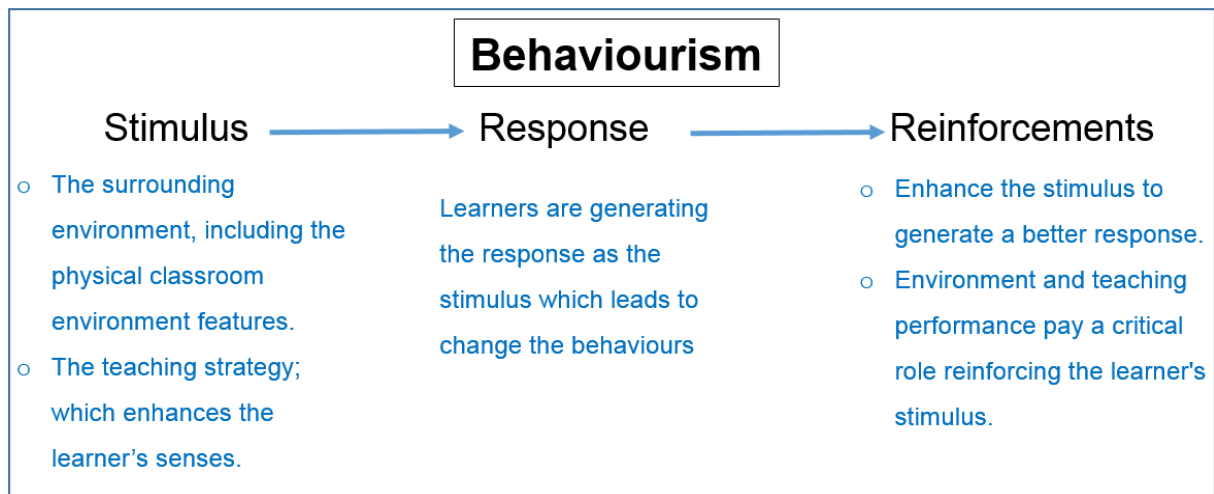 Behaviourism
Stimulus
Response
Reinforcements
o The surrounding
environment, including the
physical classroom
environment features.
o The teaching strategy;
which enhances the
learner’s senses.
Learners are generating
the response as the
stimulus which leads to
change the behaviours
o Enhance the stimulus to
generate a better response.
o Environment and teaching
performance pay a critical
role reinforcing the learner's
stimulus.